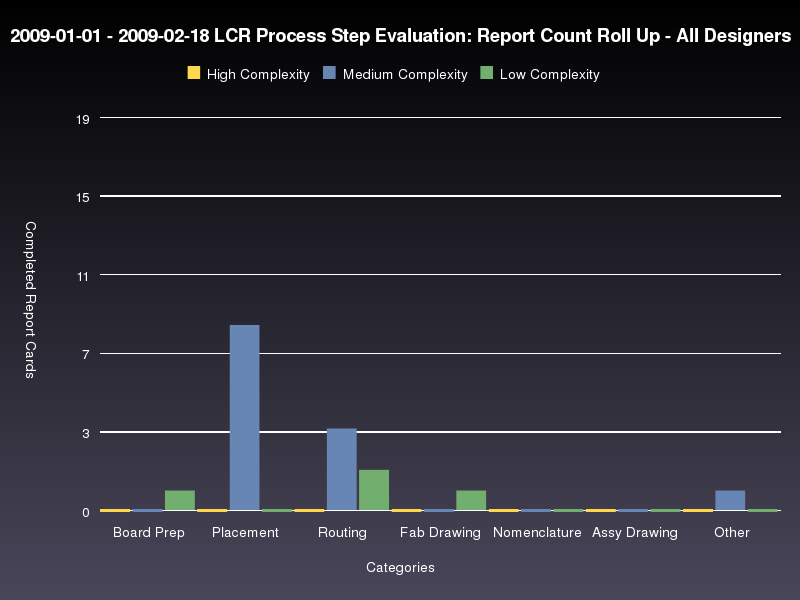 2009-01-01 - 2009-02-18 LCR Process Step Evaluation: Report Count Roll Up - All Designers
High Complexity Medium Complexity Low Complexity
19
15
11
7
3
0
Completed Report Cards
Board Prep Placement Routing Fab Drawing Nomenclature Assy Drawing Other
Categories